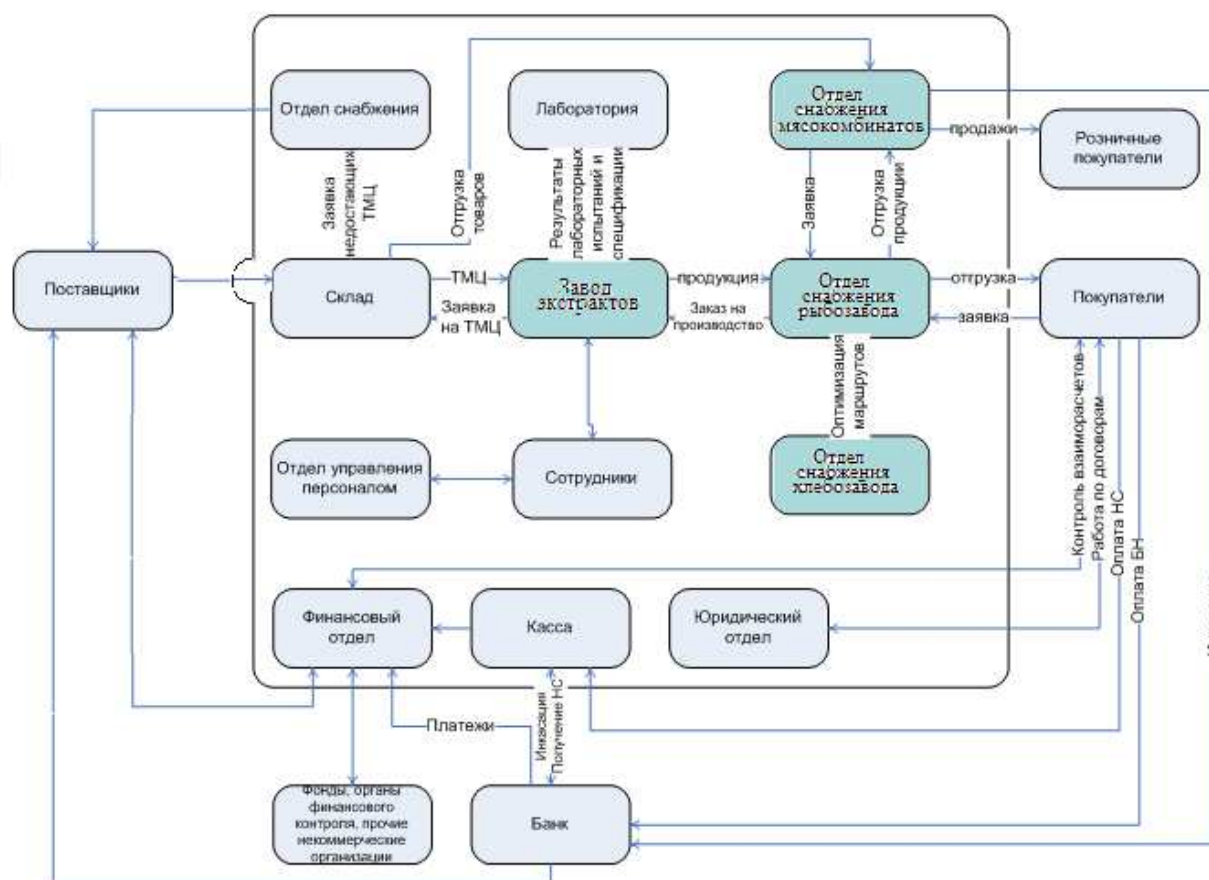 Отдел снабжения
Лаборатория
Отдел
снабжения
мясокомбинатов
продажи
Розничные
покупатели
Заявка
недостающих
ТМЦ
Отгрузка
товаров
Результаты
лабораторных
испытаний и
спецификации
Заявка
Отгрузка
продукции
Поставщики
Склад
ТМЦ
Заявка
на ТМЦ
Завод
экстрактов
продукция
Заказ на
производство
Отдел
снабжения
рыбозавода
отгрузка
заявка
Покупатели
Оптимизация
маршрутов
Отдел управления
персоналом
Сотрудники
Отдел
снабжения
хлебозавода
Контроль взаиморасчетов
Работа по договорам
Оплата НС
Оплата БН
Финансовый
отдел
Касса
Юридический
отдел
Платежи
Инкасация
Получение НС
Фонды, органы
финансового
контроля, прочие
некоммерческие
организации
Банк